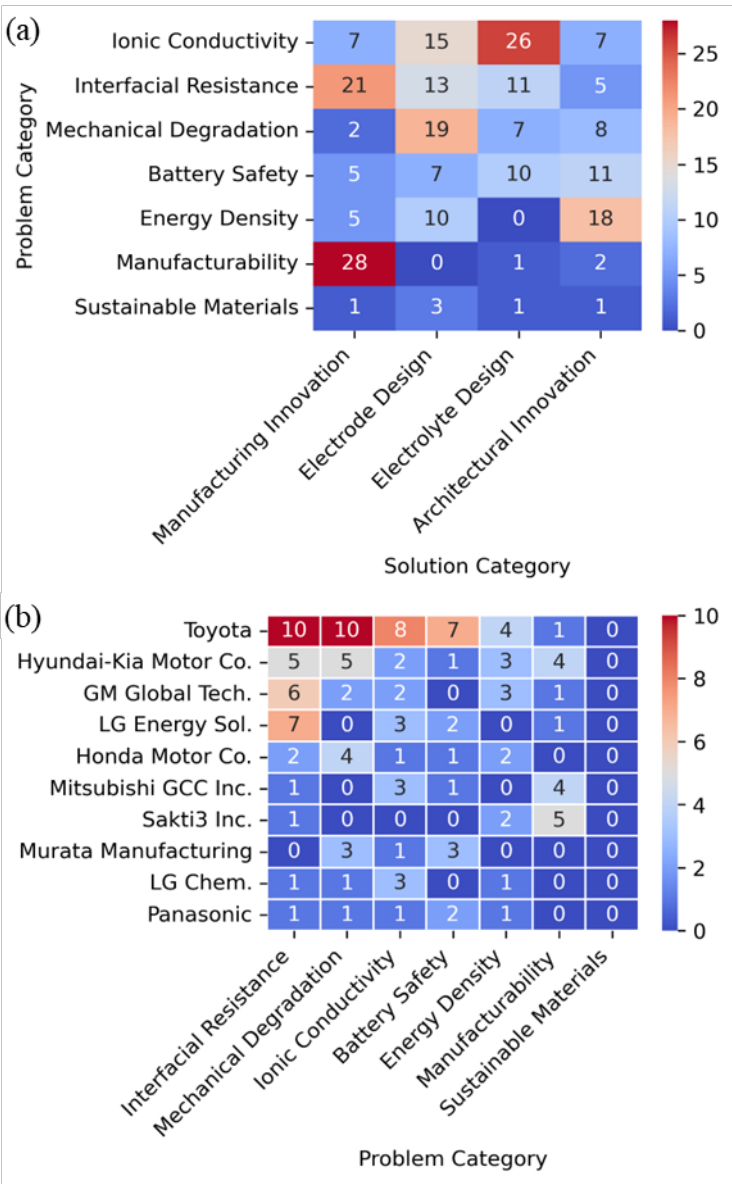 (a)
Problem Category
Ionic Conductivity 7 15 26 7
Interfacial Resistance 21 13 11 5
Mechanical Degradation 2 19 7 8
Battery Safety 5 7 10 11
Energy Density 5 10 0 18
Manufacturability 28 0 1 2
Sustainable Materials 1 3 1 1
25
20
15
10
5
0
Manufacturing Innovation
Electrode Design
Electrolyte Design
Architectural Innovation
Solution Category
(b)
Toyota 10 10 8 7 4 1 0
Hyundai-Kia Motor Co. 5 5 2 1 3 4 0
GM Global Tech. 6 2 2 0 3 1 0
LG Energy Sol. 7 0 3 2 0 1 0
Honda Motor Co. 2 4 1 1 2 0 0
Mitsubishi GCC Inc. 1 0 3 1 0 4 0
Sakti3 Inc. 1 0 0 0 2 5 0
Murata Manufacturing 0 3 1 3 0 0 0
LG Chem. 1 1 3 0 1 0 0
Panasonic 1 1 1 2 1 0 0
10
8
6
4
2
0
Interfacial Resistance
Mechanical Degradation
Ionic Conductivity
Battery Safety
Energy Density
Manufacturability
Sustainable Materials
Problem Category